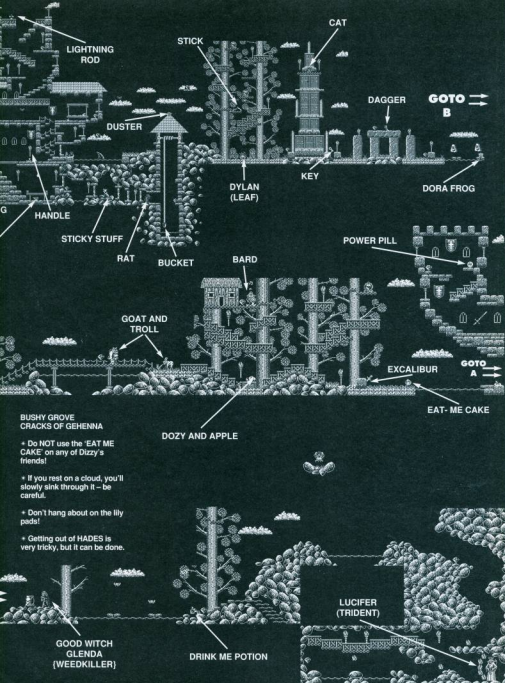 LIGHTNING
ROD
STICK
CAT
DAGGER
GOTO
B
DUSTER
DYLAN
(LEAF)
KEY
DORA FROG
G
HANDLE
STICKY STUFF
RAT
BUCKET
POWER PILL
BARD
GOAT AND
TROLL
GOTO
A
EXCALIBUR
EAT- ME CAKE
DOZY AND APPLE
BUSHY GROVE
CRACKS OF GEHENNA
* Do NOT use the 'EAT ME
CAKE' on any of Dizzy's
friends!
* If you rest on a cloud, you'll
slowly sink through it – be
careful.
* Don't hang about on the lily
pads!
* Getting out of HADES is
very tricky, but it can be done.
GOOD WITCH
GLENDA
{WEEDKILLER}
DRINK ME POTION
LUCIFER
(TRIDENT)